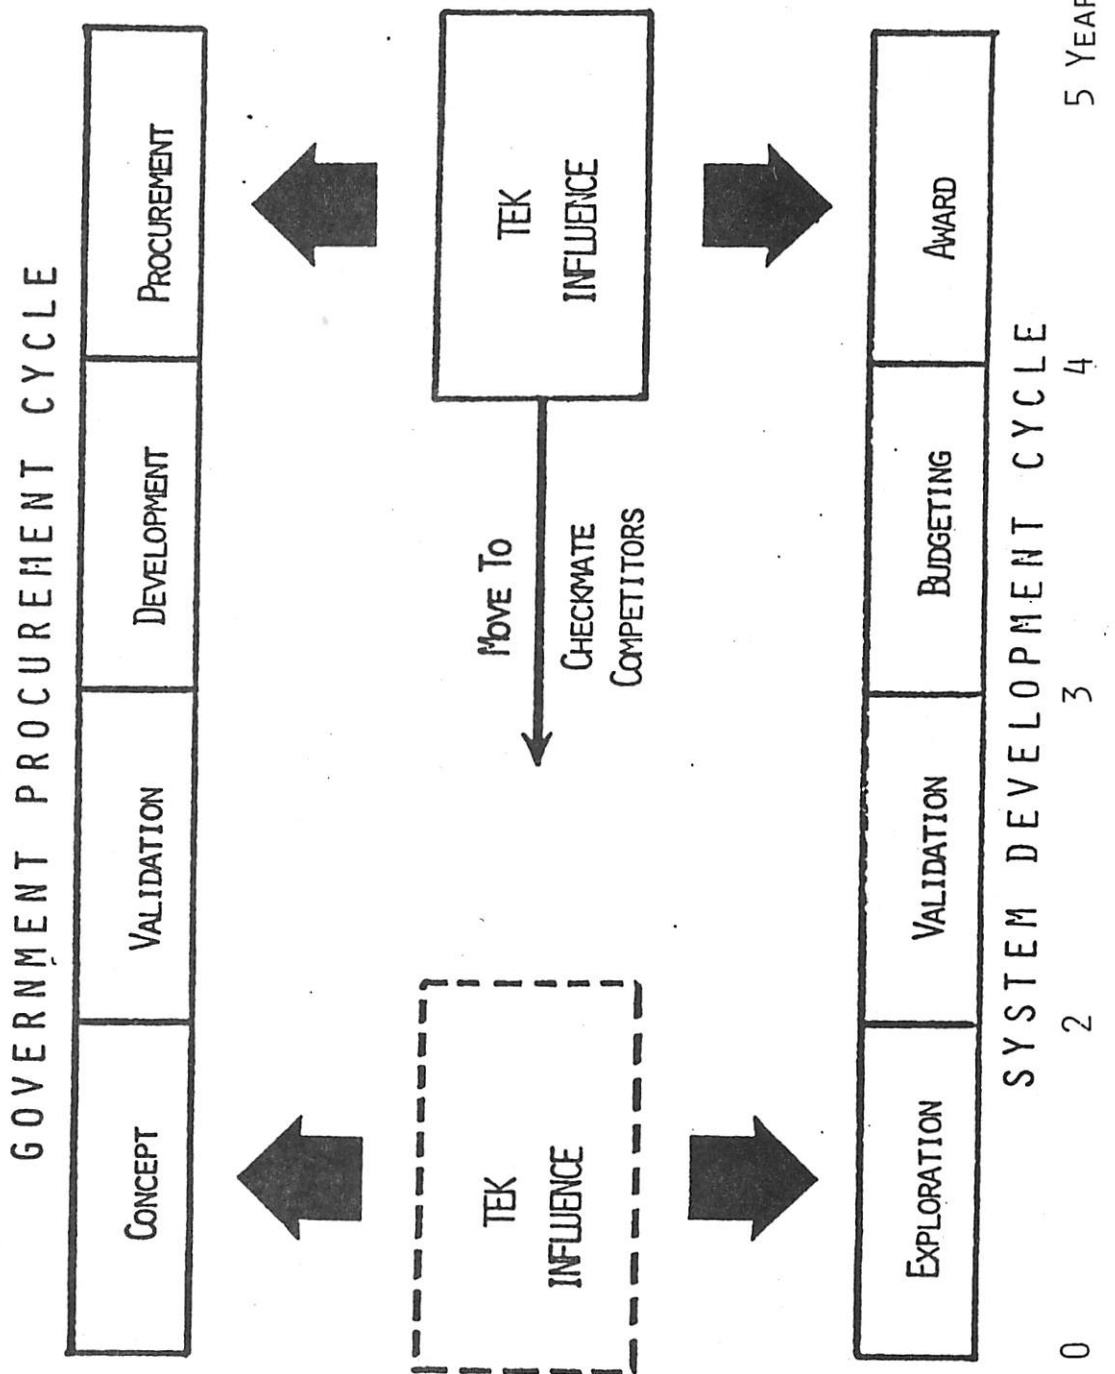 GOVERNMENT PROCUREMENT CYCLE
CONCEPT
VALIDATION
DEVELOPMENT
PROCUREMENT
TEK
INFLUENCE
MOVE TO
CHECKMATE
COMPETITORS
TEK
INFLUENCE
EXPLORATION
VALIDATION
BUDGETING
AWARD
SYSTEM DEVELOPMENT CYCLE
0 2 3 4 5